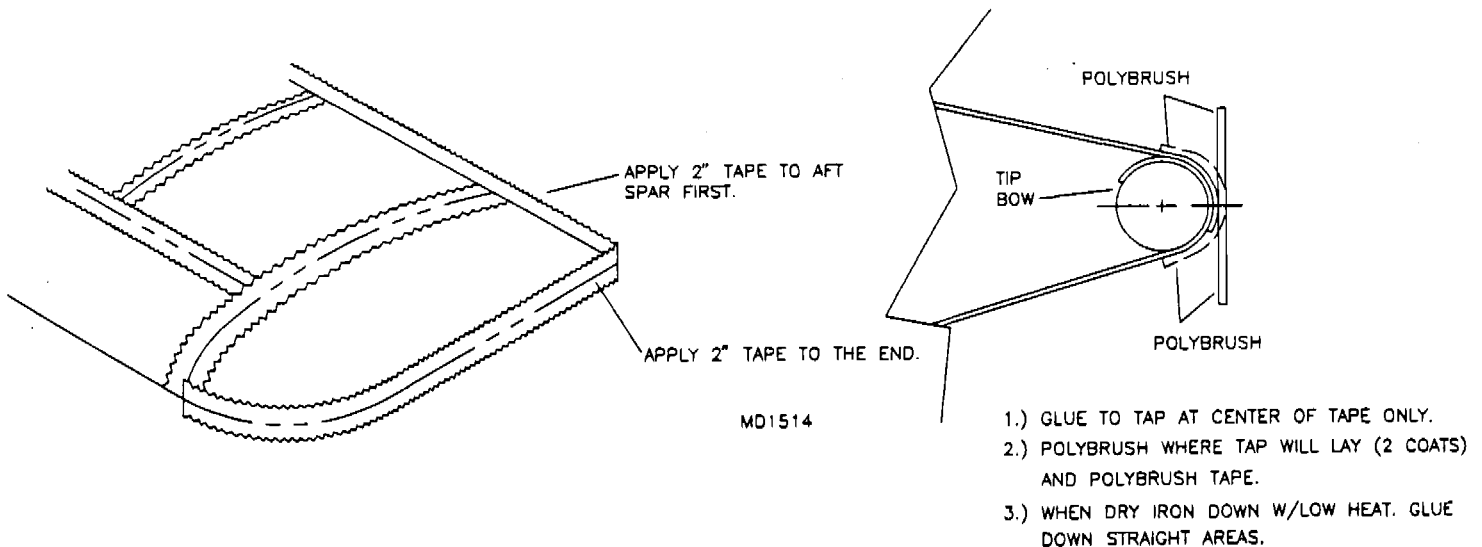 APPLY 2" TAPE TO AFT
SPAR FIRST.
APPLY 2" TAPE TO THE END.
MD1514
POLYBRUSH
TIP
BOW
POLYBRUSH
1.) GLUE TO TAP AT CENTER OF TAPE ONLY.
2.) POLYBRUSH WHERE TAP WILL LAY (2 COATS)
AND POLYBRUSH TAPE.
3.) WHEN DRY IRON DOWN W/LOW HEAT. GLUE
DOWN STRAIGHT AREAS.